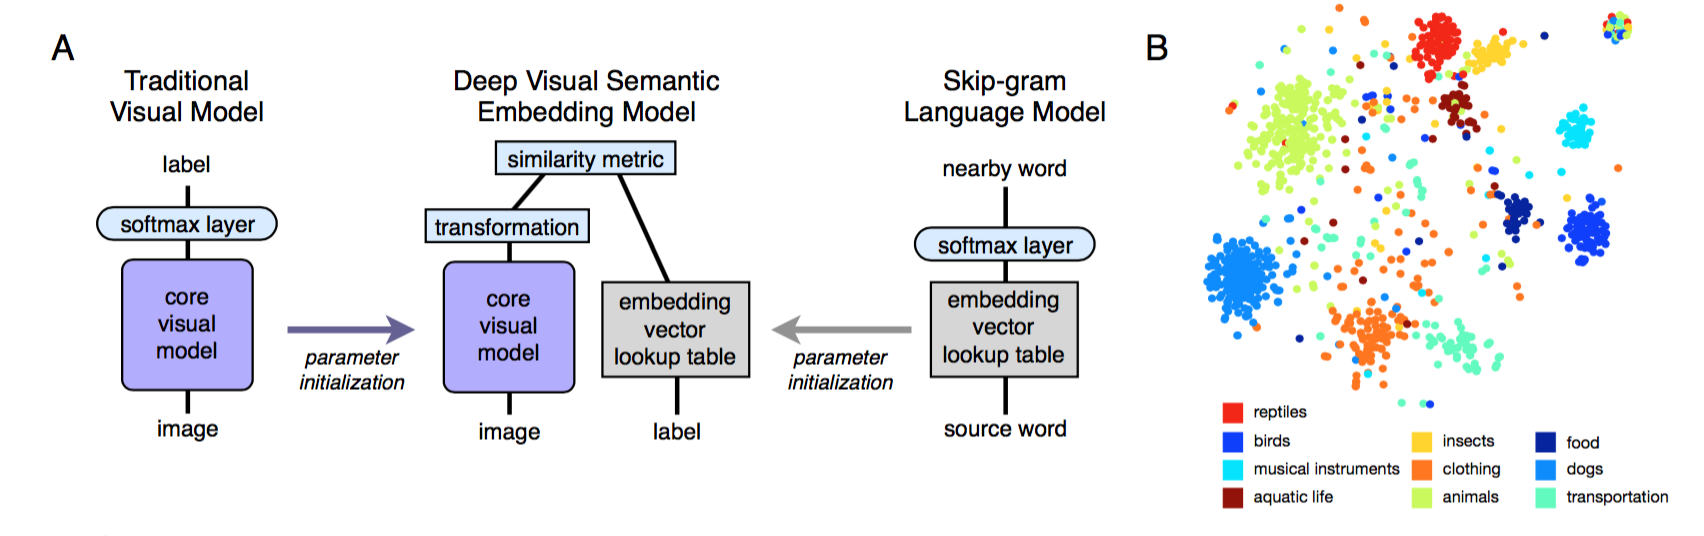 A
Traditional
Visual Model
label
softmax layer
core
visual
model
image
parameter
initialization
Deep Visual Semantic
Embedding Model
similarity metric
transformation
core
visual
model
image
embedding
vector
lookup table
label
parameter
initialization
Skip-gram
Language Model
nearby word
softmax layer
embedding
vector
lookup table
source word
B
reptiles
birds
musical instruments
aquatic life
insects
clothing
animals
food
dogs
transportation